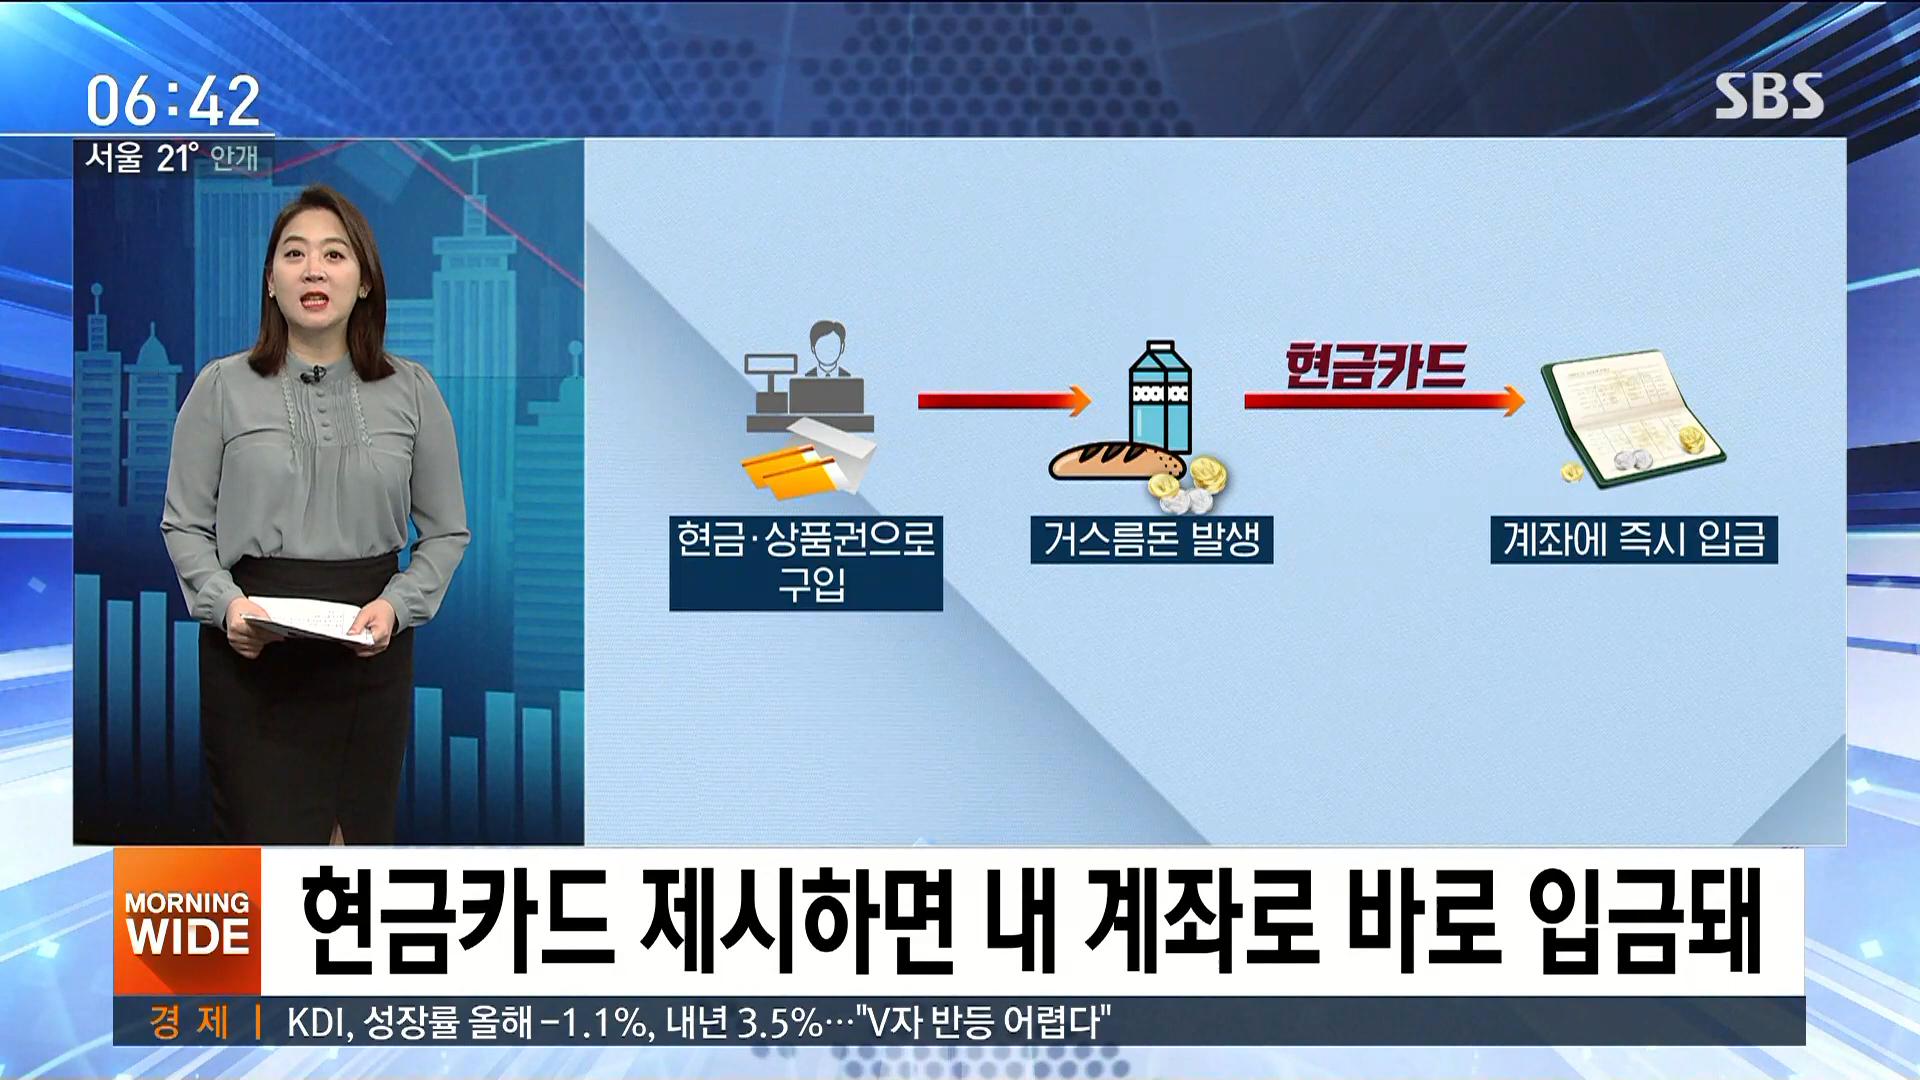 06:42
SBS
서울 21° 안개
현금카드
현금·상품권으로
구입
거스름돈 발생
계좌에 즉시 입금
MORNING
WIDE
현금카드 제시하면 내 계좌로 바로 입금돼
경제 | KDI, 성장률 올해 -1.1%, 내년 3.5%…"V자 반등 어렵다"